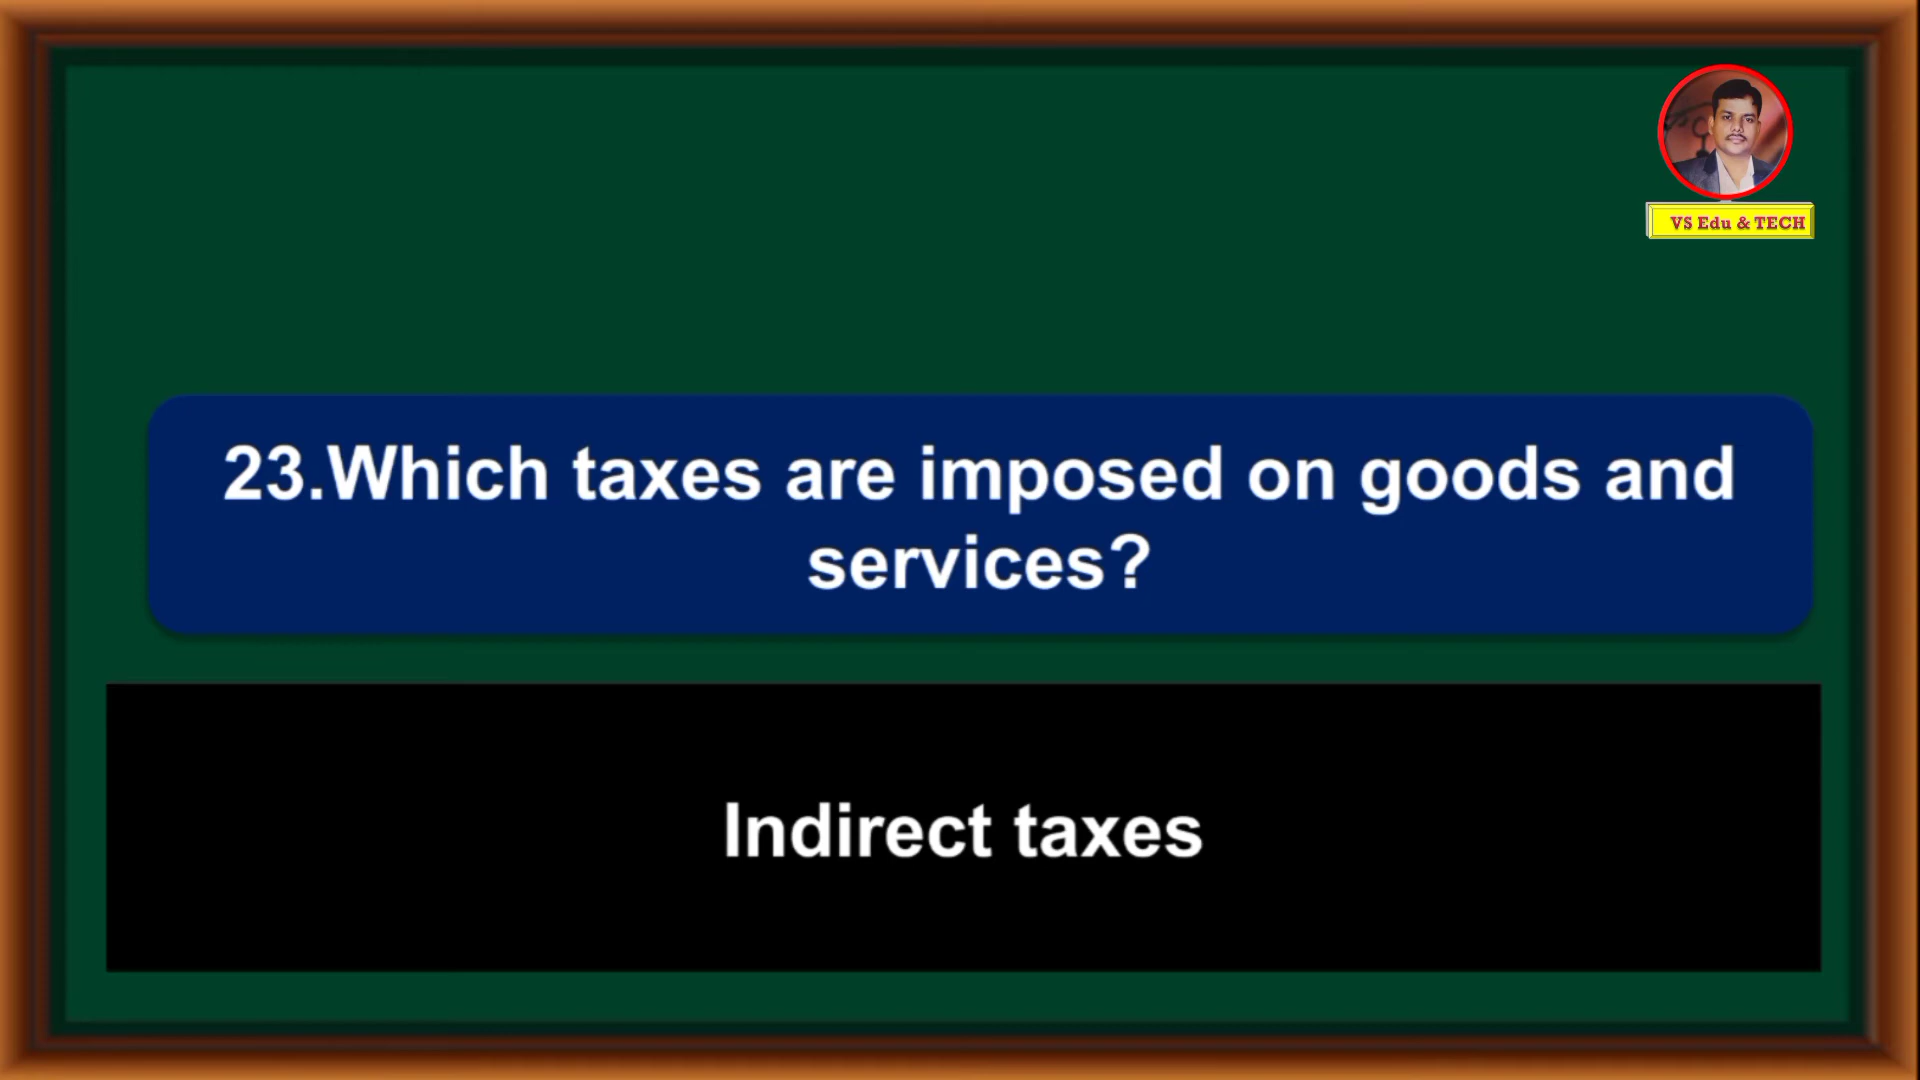 VS Edu & TECH
23.Which taxes are imposed on goods and
services?
Indirect taxes